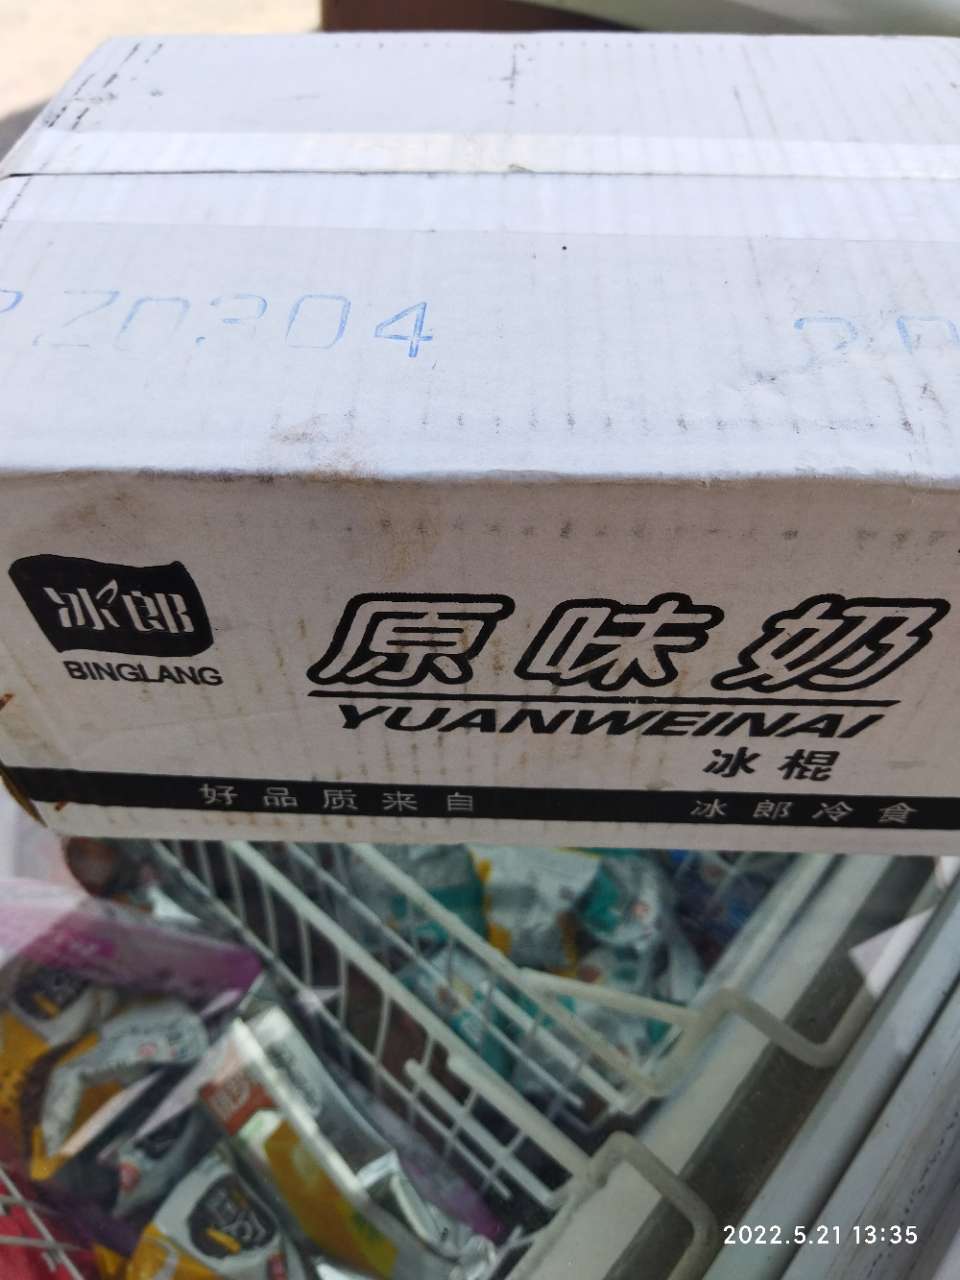 220304
20
冰郎
BINGLANG
原味奶
YUANWEINAI
冰棍
好品质来自
冰郎冷食
2022.5.21 13:35